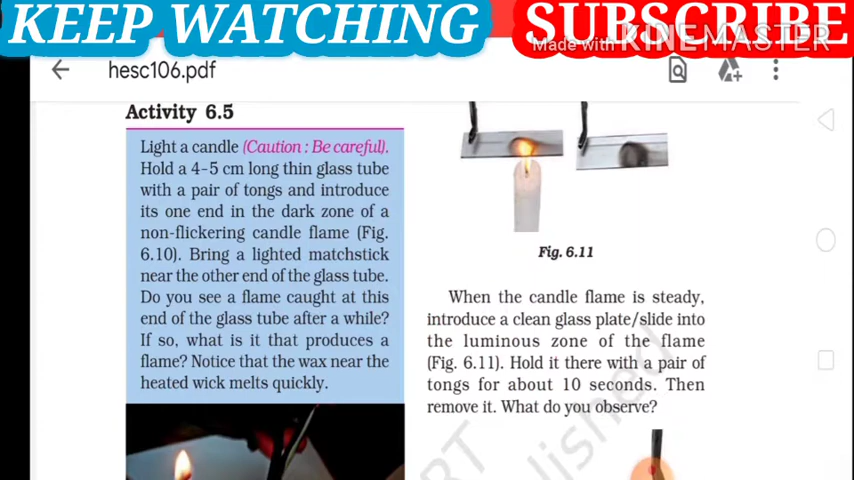 KEEP WATCHING
SUBSCRIBE
Made with KINEMASTER
hesc106.pdf
Activity 6.5
Light a candle (Caution : Be careful).
Hold a 4-5 cm long thin glass tube
with a pair of tongs and introduce
its one end in the dark zone of a
non-flickering candle flame (Fig.
6.10). Bring a lighted matchstick
near the other end of the glass tube.
Do you see a flame caught at this
end of the glass tube after a while?
If so, what is it that produces a
flame? Notice that the wax near the
heated wick melts quickly.
Fig. 6.11
When the candle flame is steady,
introduce a clean glass plate/slide into
the luminous zone of the flame
(Fig. 6.11). Hold it there with a pair of
tongs for about 10 seconds. Then
remove it. What do you observe?